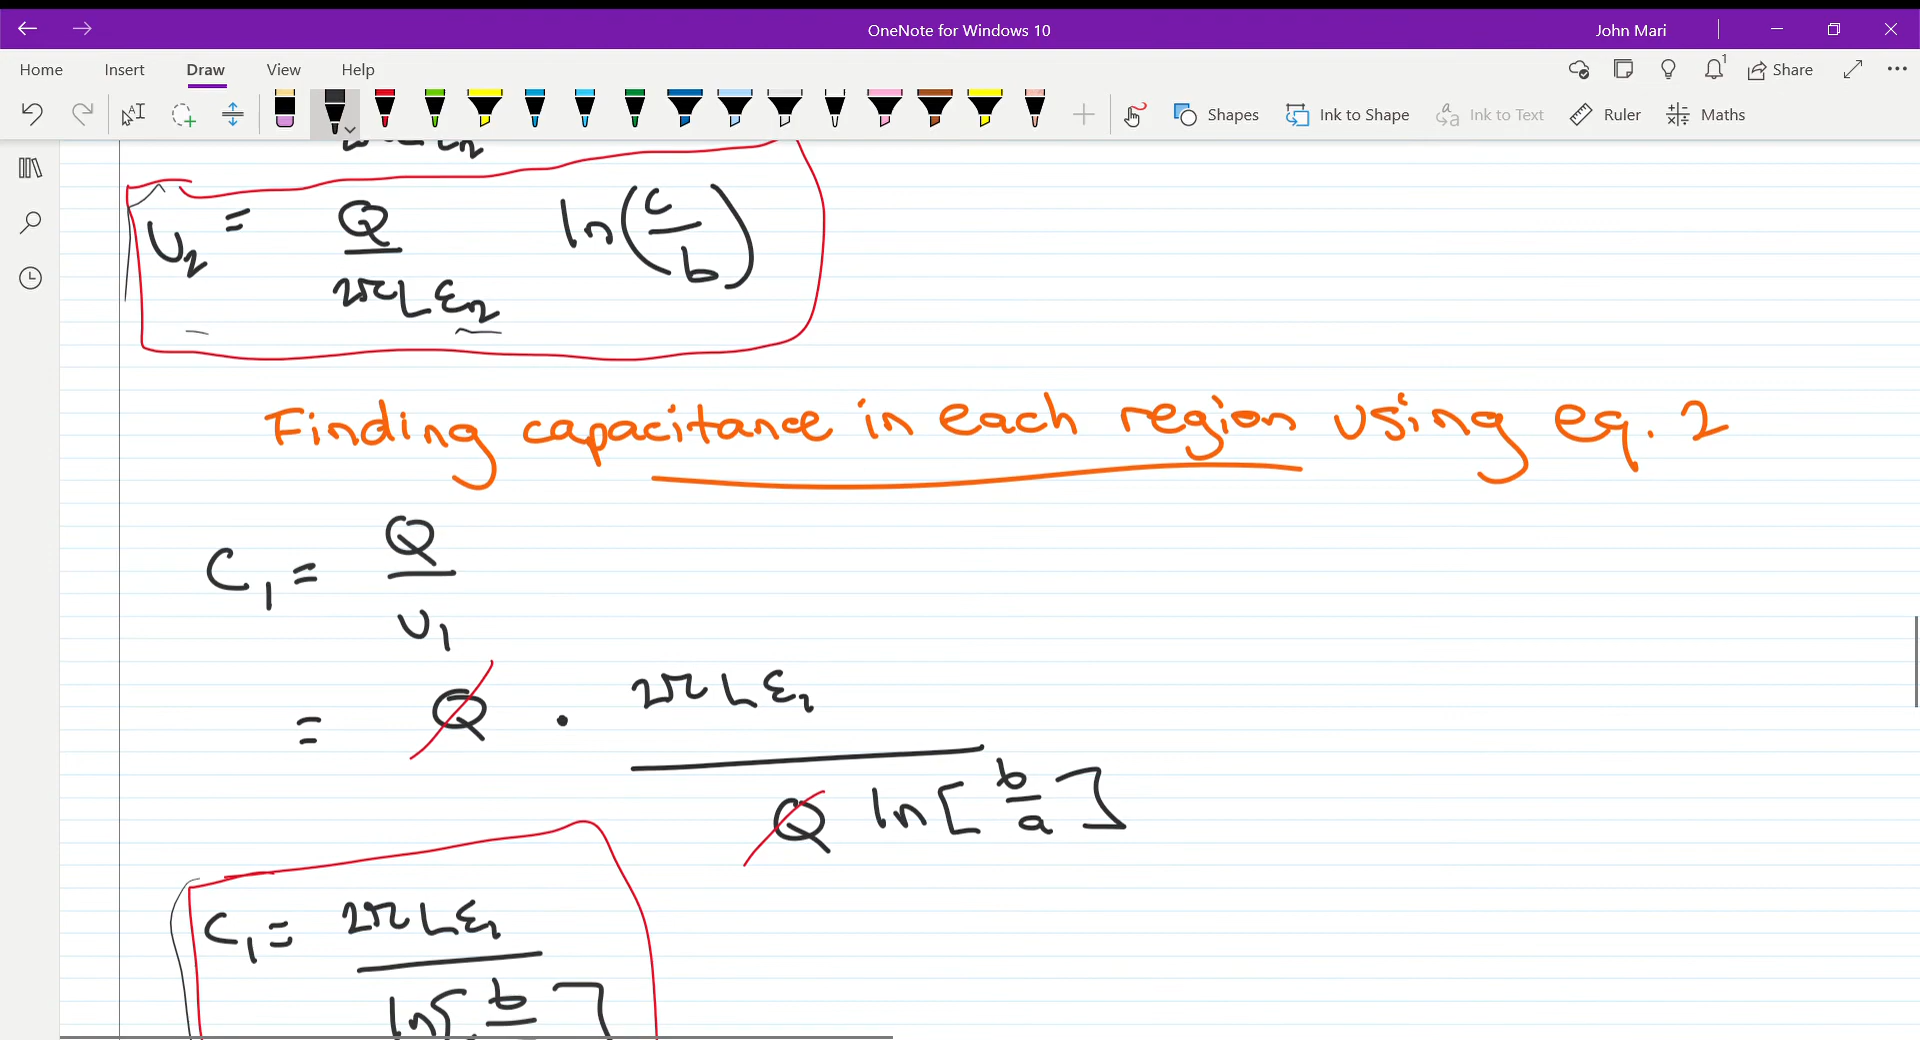 OneNote for Windows 10
John Mari
Home Insert Draw View Help
1
Share
Shapes Ink to Shape Ink to Text Ruler Maths
U₂ = Q / 2πLε₂ ln(c/b)
Finding capacitance in each region using eq. 2
C₁ = Q / U₁
= Q · 2πLε₁ / Q ln[b/a]
C₁ = 2πLε₁ / ln[b